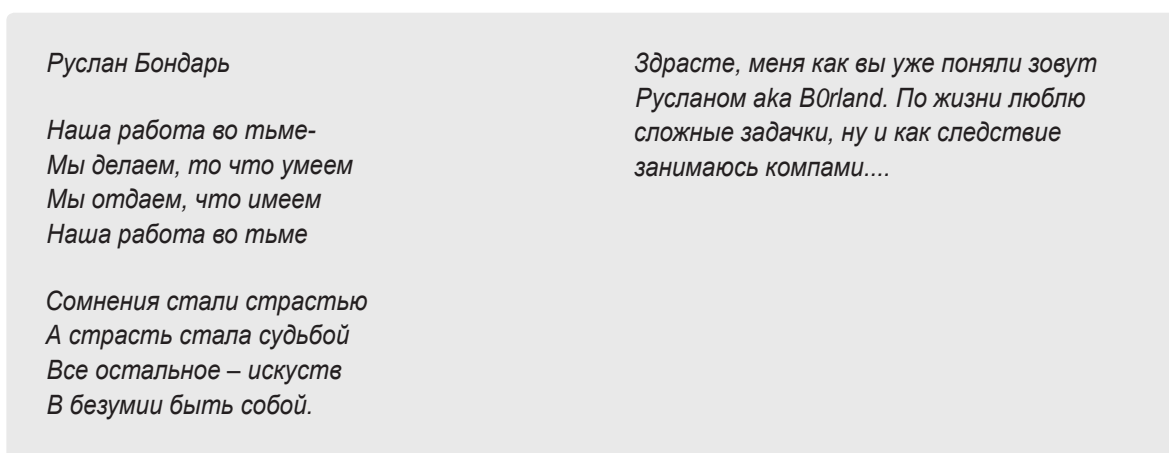 Руслан Бондарь
Наша работа во тьме-
Мы делаем, то что умеем
Мы отдаем, что имеем
Наша работа во тьме
Сомнения стали страстью
А страсть стала судьбой
Все остальное – искуств
В безумии быть собой.
Здрасте, меня как вы уже поняли зовут
Русланом aka B0rland. По жизни люблю
сложные задачки, ну и как следствие
занимаюсь компами....